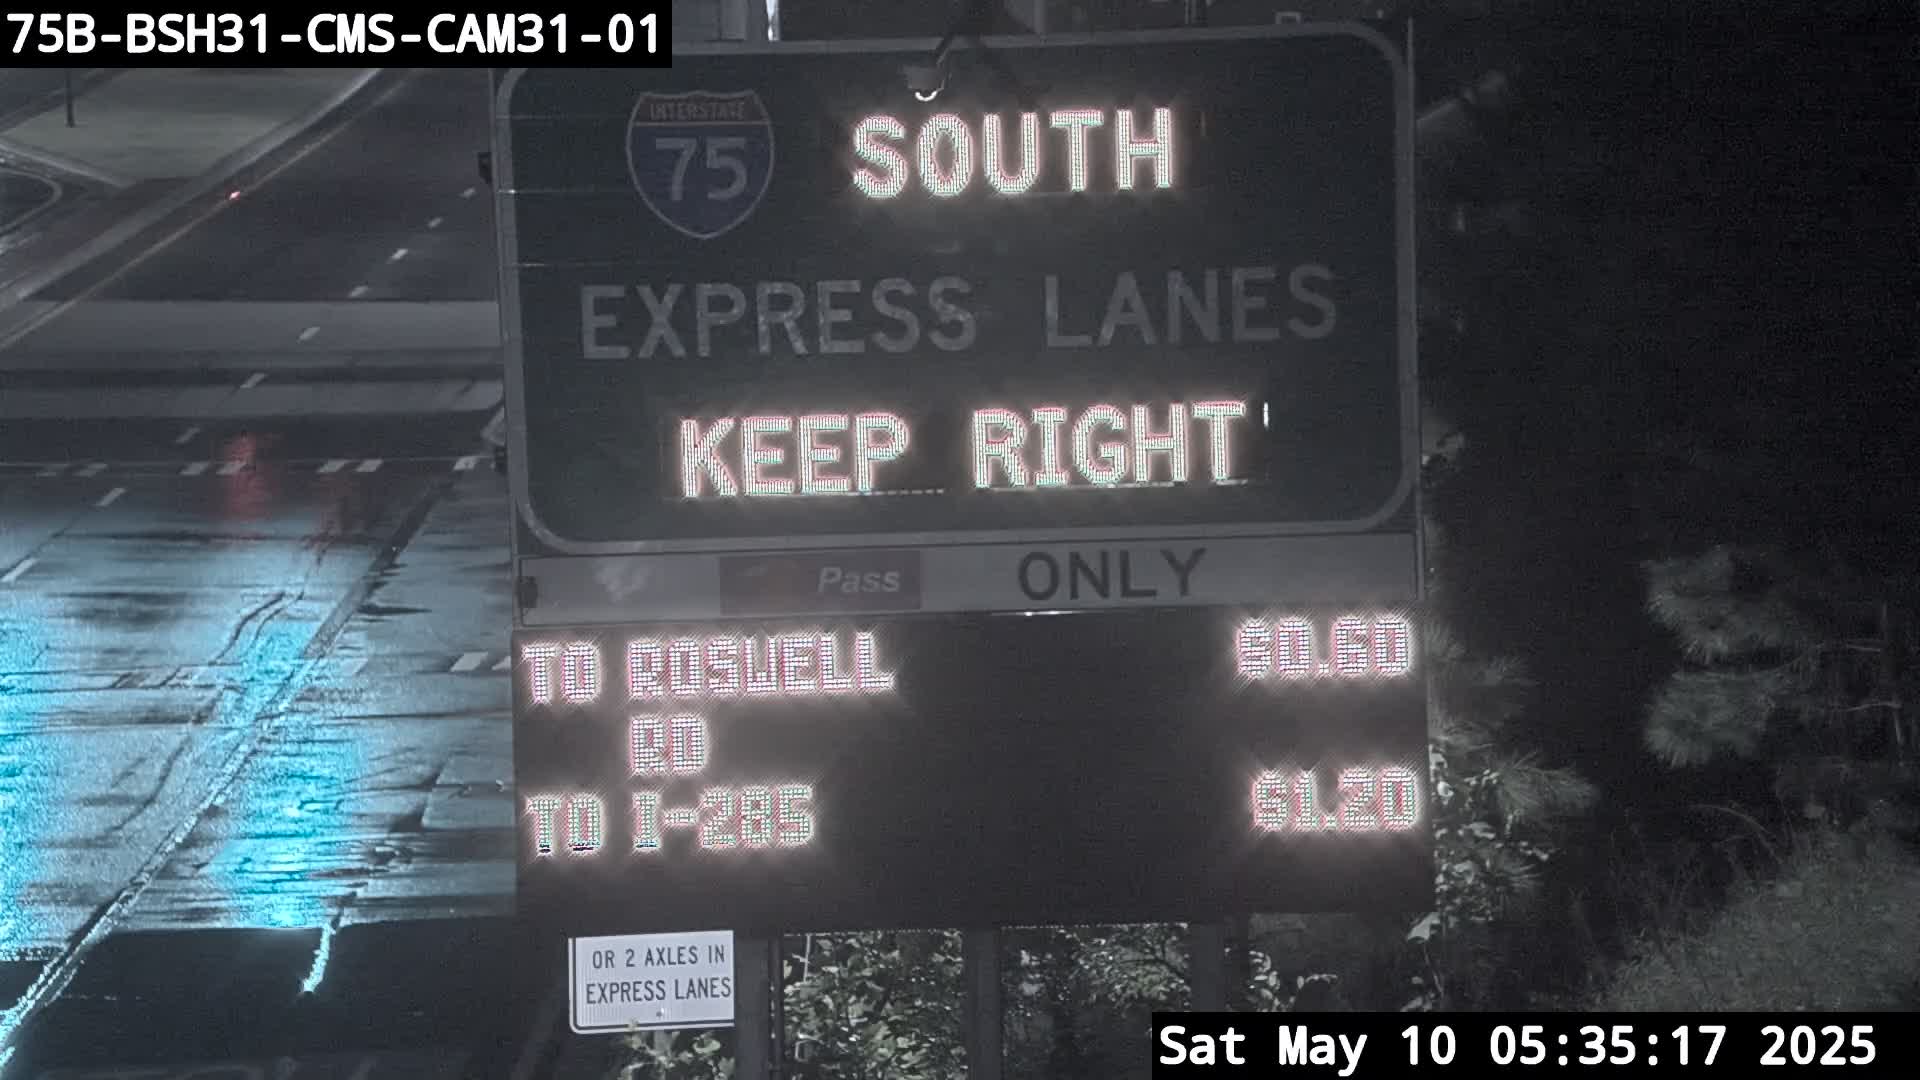 75B-BSH31-CMS-CAM31-01
INTERSTATE
75
SOUTH
EXPRESS LANES
KEEP RIGHT
Pass ONLY
TO ROSWELL $0.60
RD
TO I-285 $1.20
OR 2 AXLES IN
EXPRESS LANES
Sat May 10 05:35:17 2025